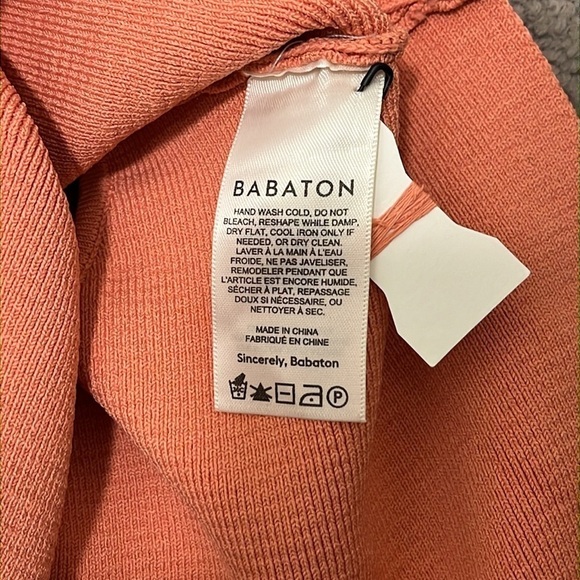 BABATON
HAND WASH COLD, DO NOT
BLEACH, RESHAPE WHILE DAMP,
DRY FLAT, COOL IRON ONLY IF
NEEDED, OR DRY CLEAN.
LAVER À LA MAIN À L'EAU
FROIDE, NE PAS JAVELISER,
REMODELER PENDANT QUE
L'ARTICLE EST ENCORE HUMIDE,
SÉCHER À PLAT, REPASSAGE
DOUX SI NÉCESSAIRE, OU
NETTOYER À SEC.
MADE IN CHINA
FABRIQUÉ EN CHINE
Sincerely, Babaton
P